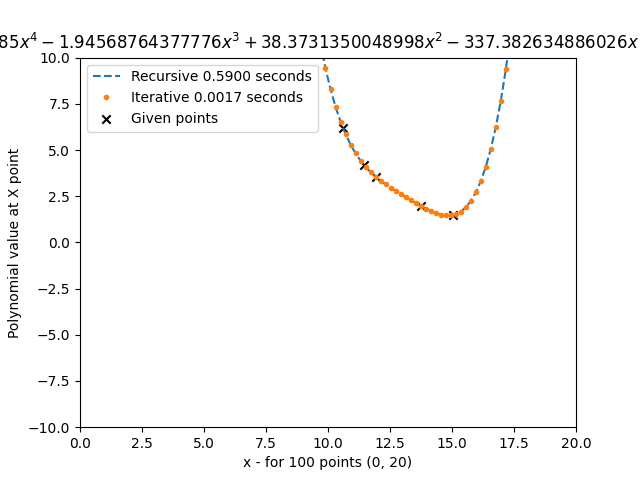 85x⁴ − 1.94568764377776x³ + 38.3731350048998x² − 337.382634886026x
Recursive 0.5900 seconds
Iterative 0.0017 seconds
Given points
Polynomial value at X point
10.0
7.5
5.0
2.5
0.0
−2.5
−5.0
−7.5
−10.0
0.0 2.5 5.0 7.5 10.0 12.5 15.0 17.5 20.0
x - for 100 points (0, 20)